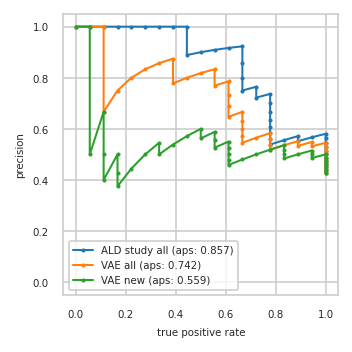 1.0
0.8
0.6
0.4
0.2
0.0
precision
ALD study all (aps: 0.857)
VAE all (aps: 0.742)
VAE new (aps: 0.559)
0.0 0.2 0.4 0.6 0.8 1.0
true positive rate